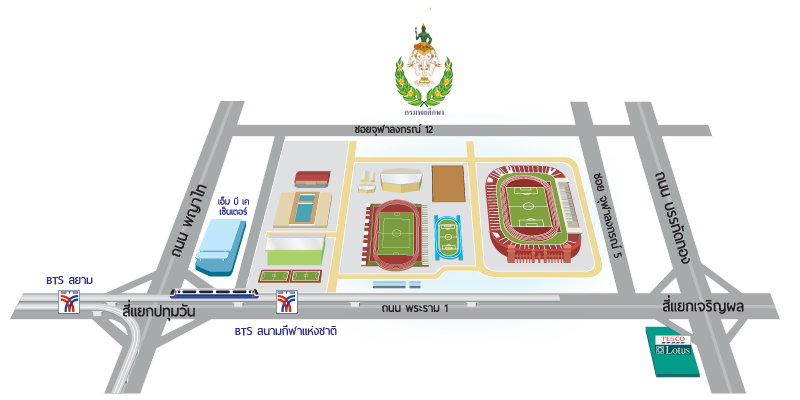 กรมพลศึกษา
ซอยจุฬาลงกรณ์ 12
ถนน พญาไท
เอ็ม บี เค
เซ็นเตอร์
ซอย จุฬาลงกรณ์ 5
ถนน บรรทัดทอง
BTS สยาม
BTS
BTS
สี่แยกปทุมวัน
BTS สนามกีฬาแห่งชาติ
ถนน พระราม 1
สี่แยกเจริญผล
TESCO
Lotus